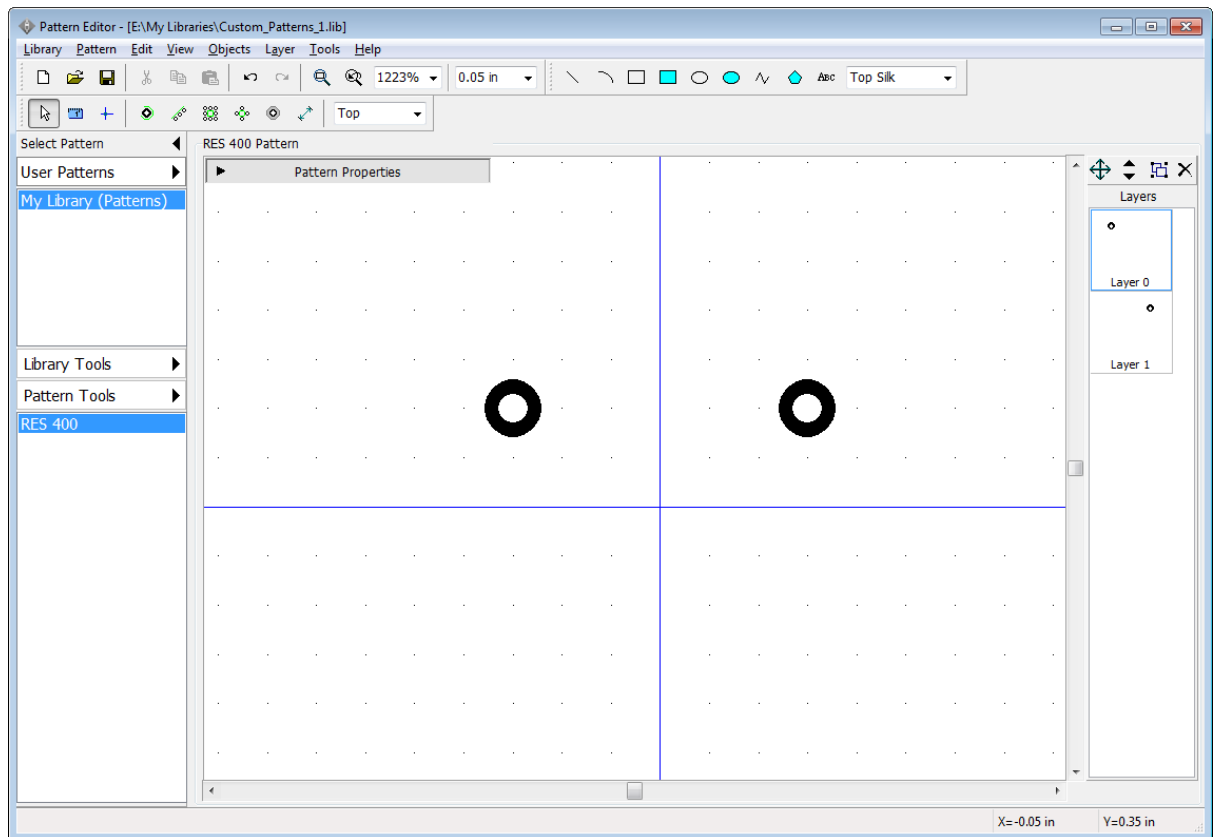 Pattern Editor - [E:\My Libraries\Custom_Patterns_1.lib]
Library Pattern Edit View Objects Layer Tools Help
1223% 0.05 in ABC Top Silk
Top
Select Pattern
RES 400 Pattern
User Patterns
Pattern Properties
My Library (Patterns)
Layers
Layer 0
Layer 1
Library Tools
Pattern Tools
RES 400
X=-0.05 in Y=0.35 in